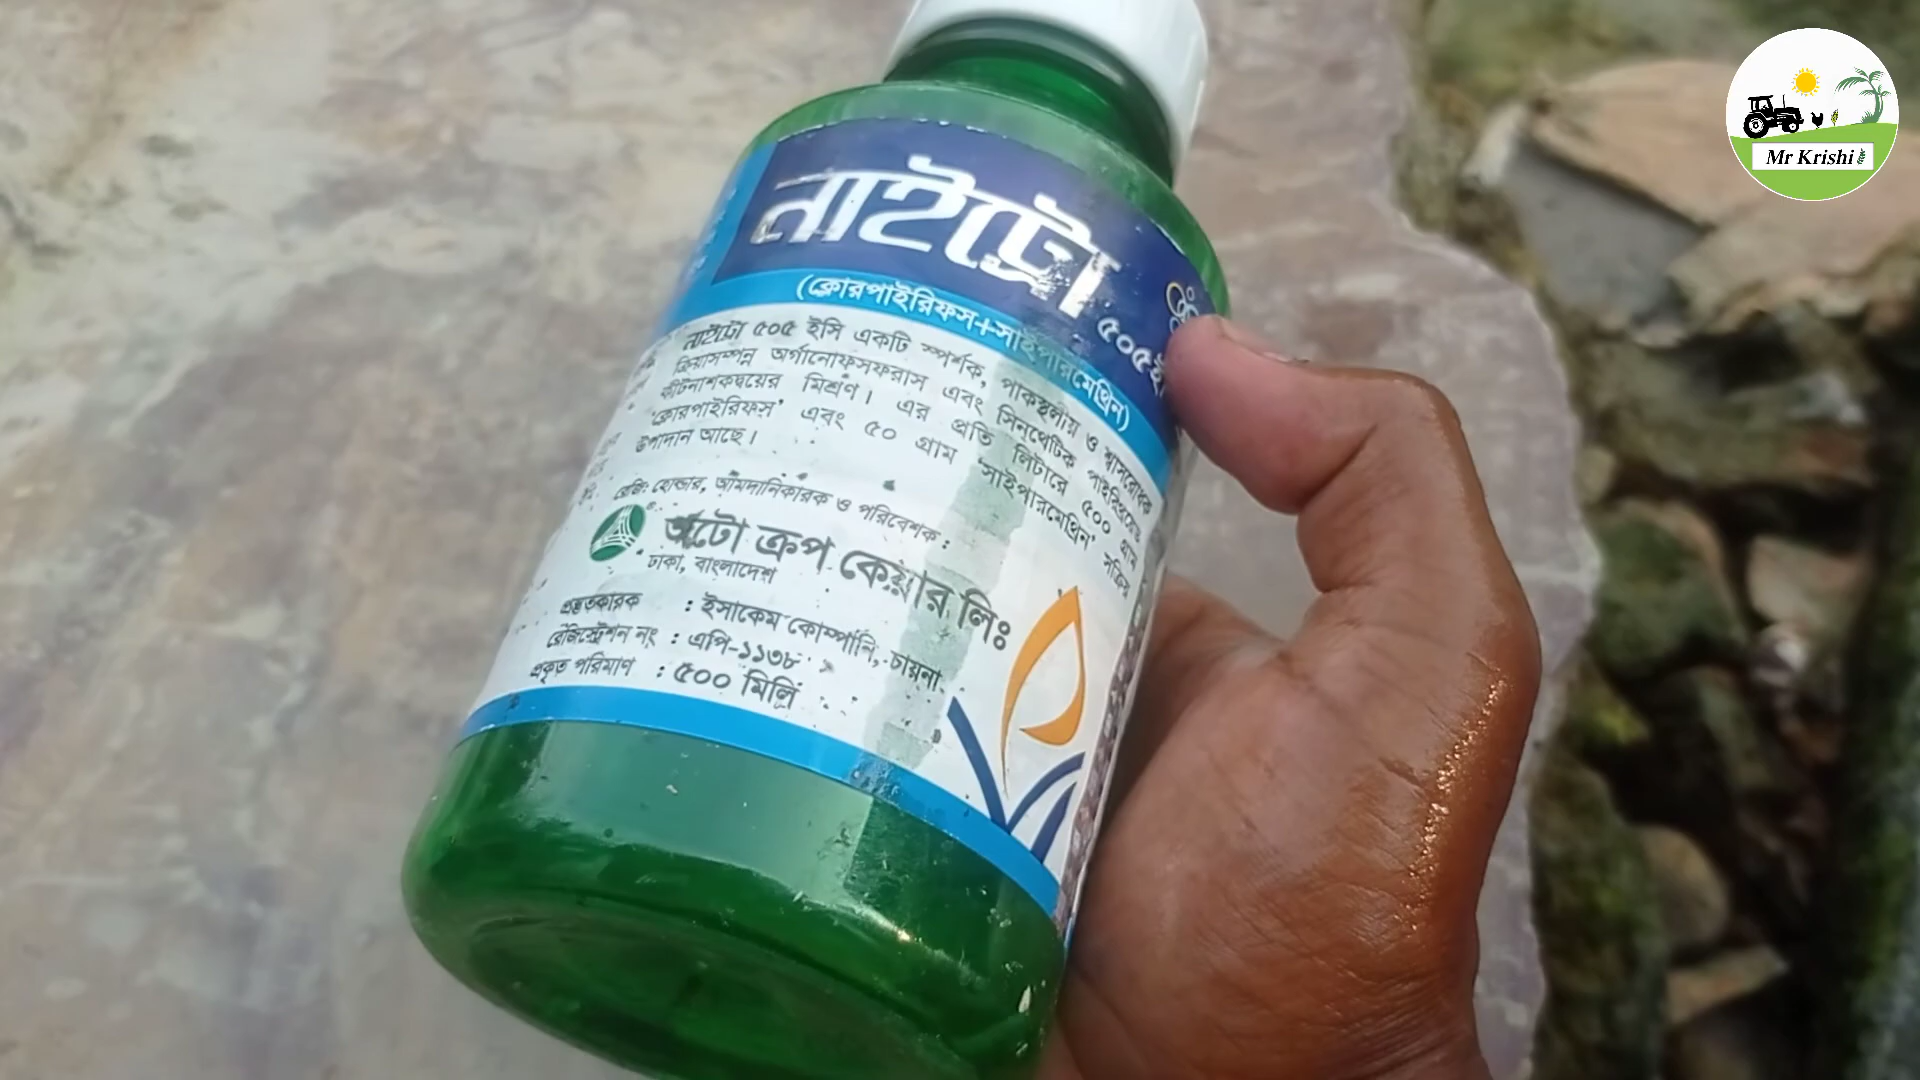 নাইট্রো
৫০৫ই
(ক্লোরপাইরিফস+সাইপারমেথ্রিন)
নাইট্রো ৫০৫ ইসি একটি স্পর্শক, পাকস্থলীয় ও শ্বাসরোধক
ক্রিয়াসম্পন্ন অর্গানোফসফরাস এবং সিনথেটিক পাইরিথ্রয়েড
কীটনাশকদ্বয়ের মিশ্রণ। এর প্রতি লিটারে ৫০০ গ্রাম
'ক্লোরপাইরিফস' এবং ৫০ গ্রাম 'সাইপারমেথ্রিন' সক্রিয়
উপাদান আছে।
রেজি: হোল্ডার, আমদানিকারক ও পরিবেশক :
অটো ক্রপ কেয়ার লিঃ
ঢাকা, বাংলাদেশ
প্রস্তুতকারক : ইসাকেম কোম্পানি, চায়না
রেজিস্ট্রেশন নং : এপি-১১৩৮
প্রকৃত পরিমাণ : ৫০০ মিলি
Mr Krishi